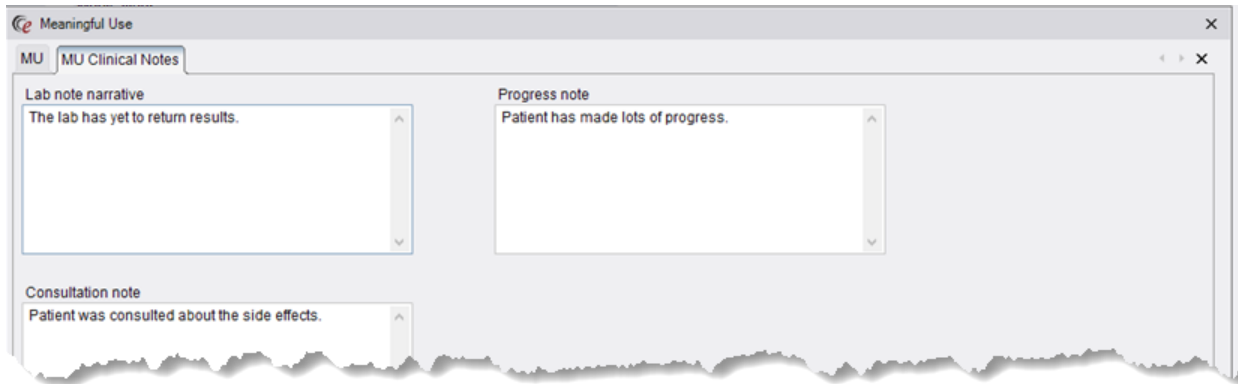 Meaningful Use
MU
MU Clinical Notes
Lab note narrative
The lab has yet to return results.
Progress note
Patient has made lots of progress.
Consultation note
Patient was consulted about the side effects.